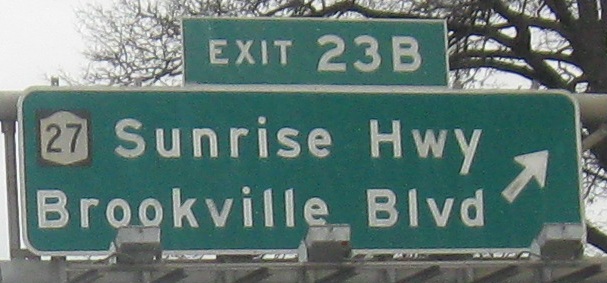 EXIT 23B
27 Sunrise Hwy
Brookville Blvd